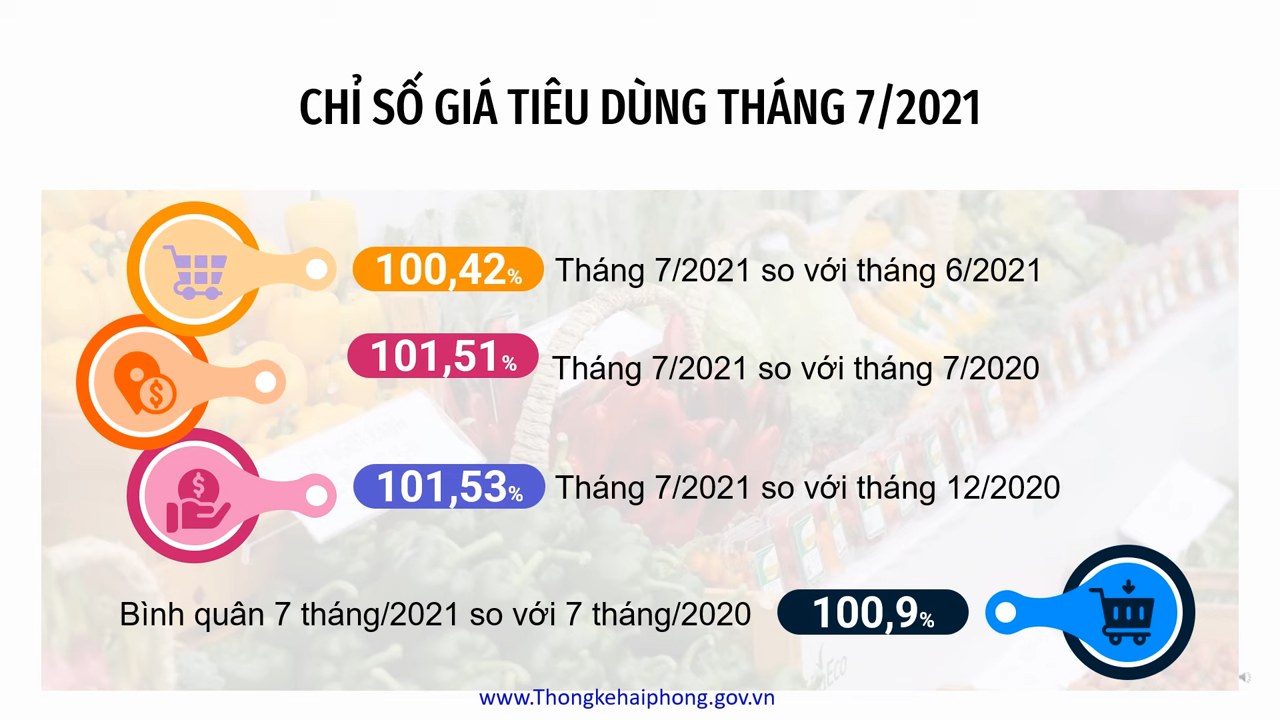 CHỈ SỐ GIÁ TIÊU DÙNG THÁNG 7/2021
100,42% Tháng 7/2021 so với tháng 6/2021
101,51% Tháng 7/2021 so với tháng 7/2020
101,53% Tháng 7/2021 so với tháng 12/2020
Bình quân 7 tháng/2021 so với 7 tháng/2020 100,9%
www.Thongkehaiphong.gov.vn